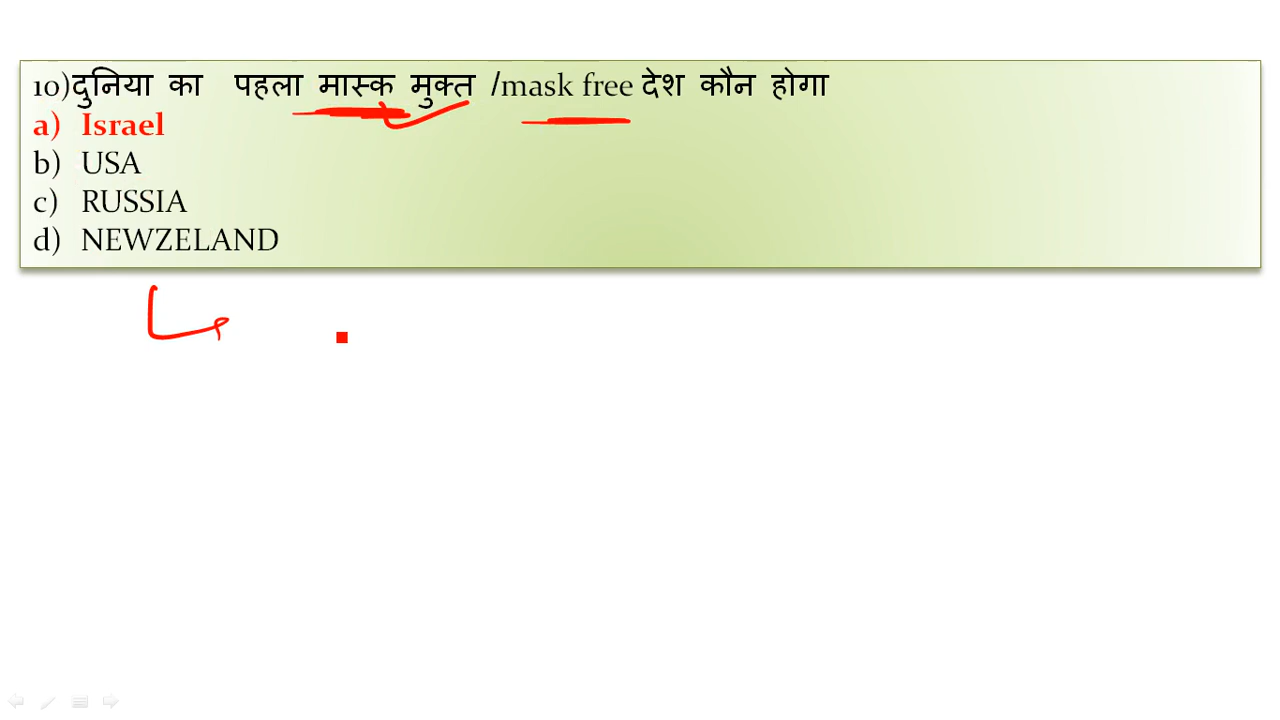 10)दुनिया का पहला मास्क मुक्त /mask free देश कौन होगा
a) Israel
b) USA
c) RUSSIA
d) NEWZELAND